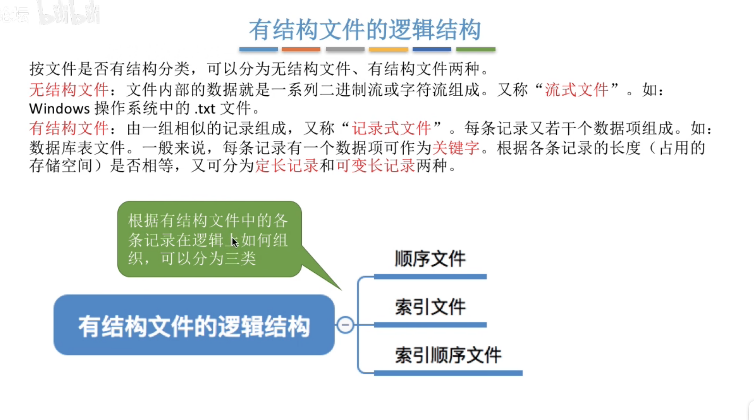 bilibili
有结构文件的逻辑结构
按文件是否有结构分类，可以分为无结构文件、有结构文件两种。
无结构文件：文件内部的数据就是一系列二进制流或字符流组成。又称“流式文件”。如：
Windows 操作系统中的 .txt 文件。
有结构文件：由一组相似的记录组成，又称“记录式文件”。每条记录又若干个数据项组成。如：
数据库表文件。一般来说，每条记录有一个数据项可作为关键字。根据各条记录的长度（占用的
存储空间）是否相等，又可分为定长记录和可变长记录两种。
根据有结构文件中的各
条记录在逻辑上如何组
织，可以分为三类
顺序文件
索引文件
有结构文件的逻辑结构
索引顺序文件